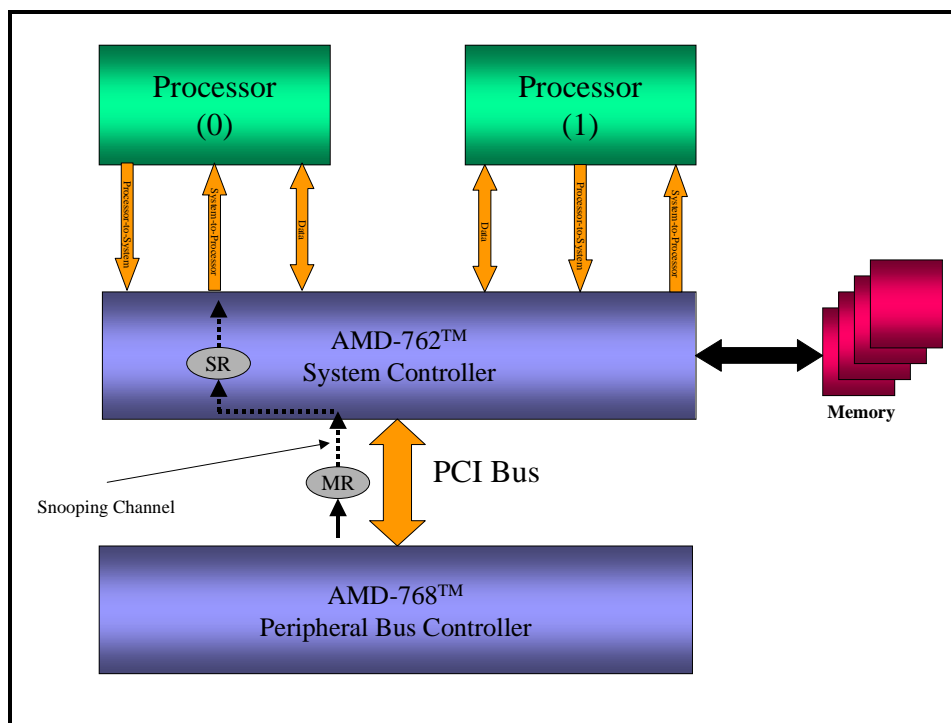 Processor
(0)
Processor
(1)
Processor-to-System
System-to-Processor
Data
Data
Processor-to-System
System-to-Processor
AMD-762™
System Controller
SR
Memory
PCI Bus
MR
Snooping Channel
AMD-768™
Peripheral Bus Controller